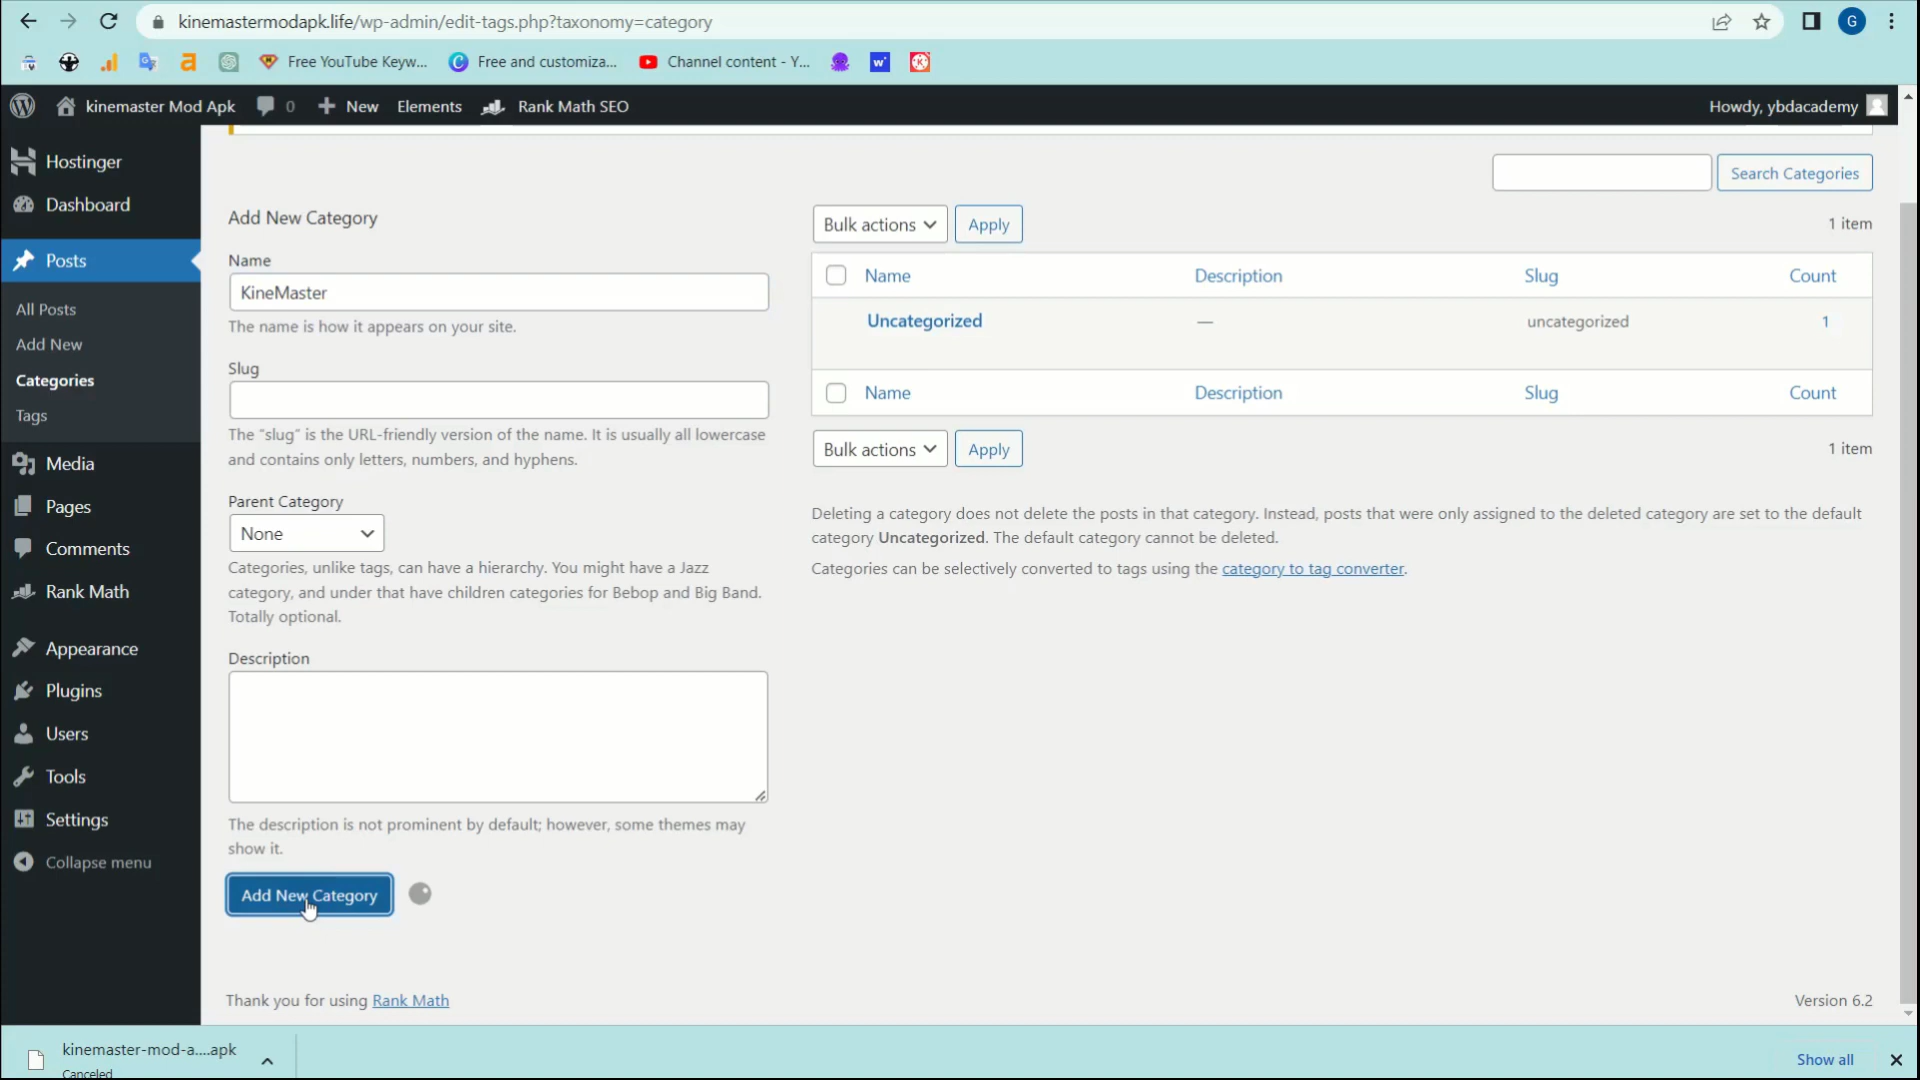 kinemastermodapk.life/wp-admin/edit-tags.php?taxonomy=category
G
Free YouTube Keyw... Free and customiza... Channel content - Y...
kinemaster Mod Apk 0 New Elements Rank Math SEO Howdy, ybdacademy
Hostinger
Dashboard
Posts
All Posts
Add New
Categories
Tags
Media
Pages
Comments
Rank Math
Appearance
Plugins
Users
Tools
Settings
Collapse menu
Search Categories
Add New Category
Name
KineMaster
The name is how it appears on your site.
Slug
The “slug” is the URL-friendly version of the name. It is usually all lowercase
and contains only letters, numbers, and hyphens.
Parent Category
None
Categories, unlike tags, can have a hierarchy. You might have a Jazz
category, and under that have children categories for Bebop and Big Band.
Totally optional.
Description
The description is not prominent by default; however, some themes may
show it.
Add New Category
Bulk actions Apply 1 item
Name Description Slug Count
Uncategorized — uncategorized 1
Name Description Slug Count
Bulk actions Apply 1 item
Deleting a category does not delete the posts in that category. Instead, posts that were only assigned to the deleted category are set to the default
category Uncategorized. The default category cannot be deleted.
Categories can be selectively converted to tags using the category to tag converter.
Thank you for using Rank Math Version 6.2
kinemaster-mod-a....apk
Canceled
Show all